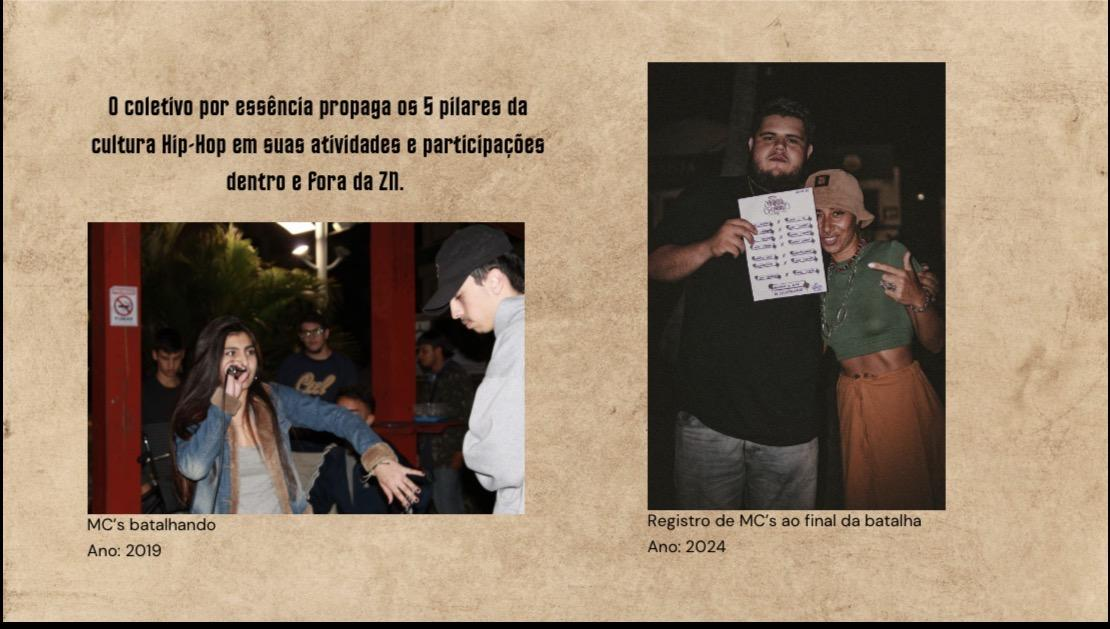 O coletivo por essência propaga os 5 pilares da
cultura Hip-Hop em suas atividades e participações
dentro e fora da ZN.
MC's batalhando
Ano: 2019
Registro de MC's ao final da batalha
Ano: 2024